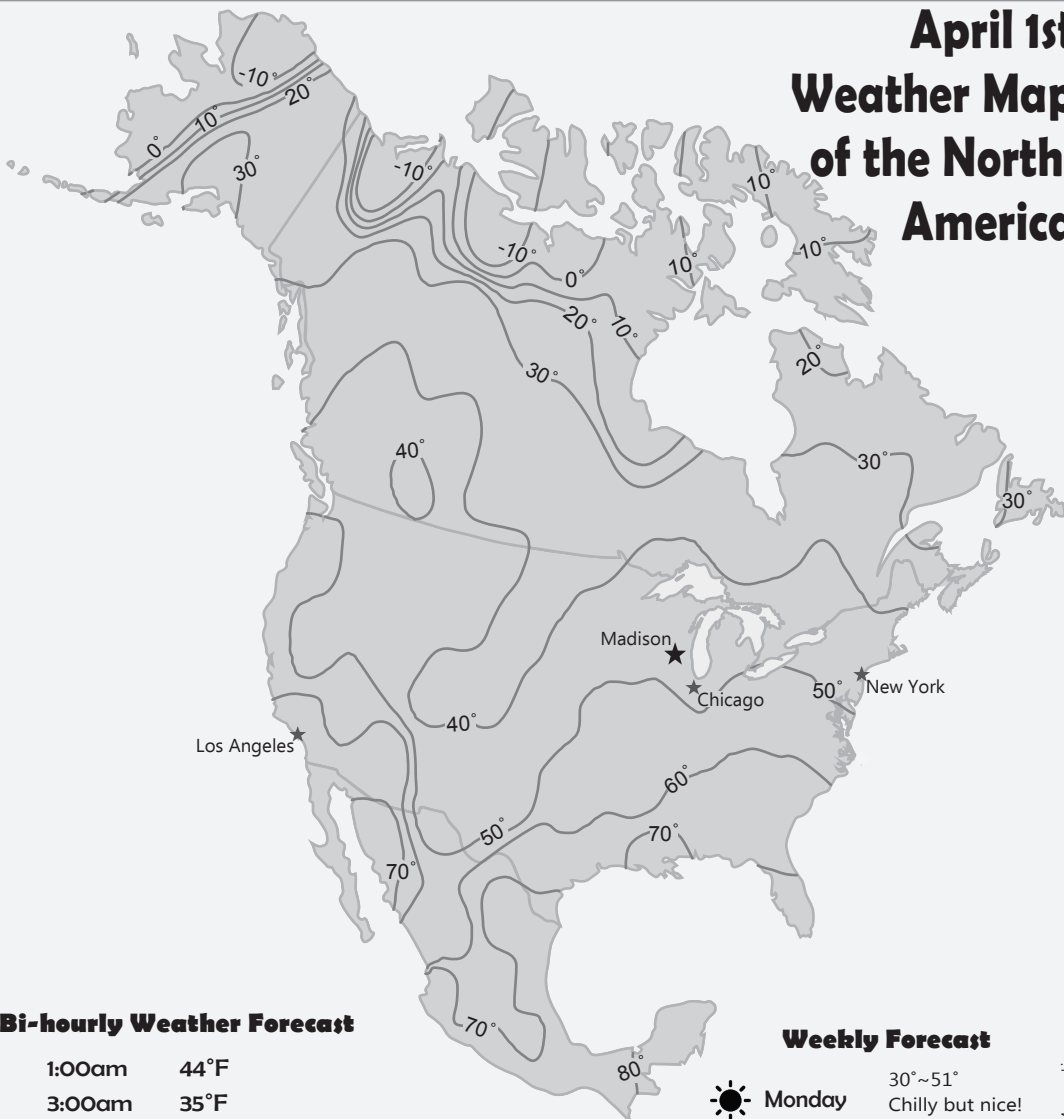 April 1st
Weather Map
of the North
America
-10°
20°
10°
0°
30°
-10°
-10°
0°
10°
10°
10°
10°
20°
30°
20°
40°
30°
30°
Madison
Chicago
50°
New York
Los Angeles
40°
60°
50°
70°
70°
70°
80°
Bi-hourly Weather Forecast
1:00am 44°F
3:00am 35°F
Weekly Forecast
Monday
30°~51°
Chilly but nice!